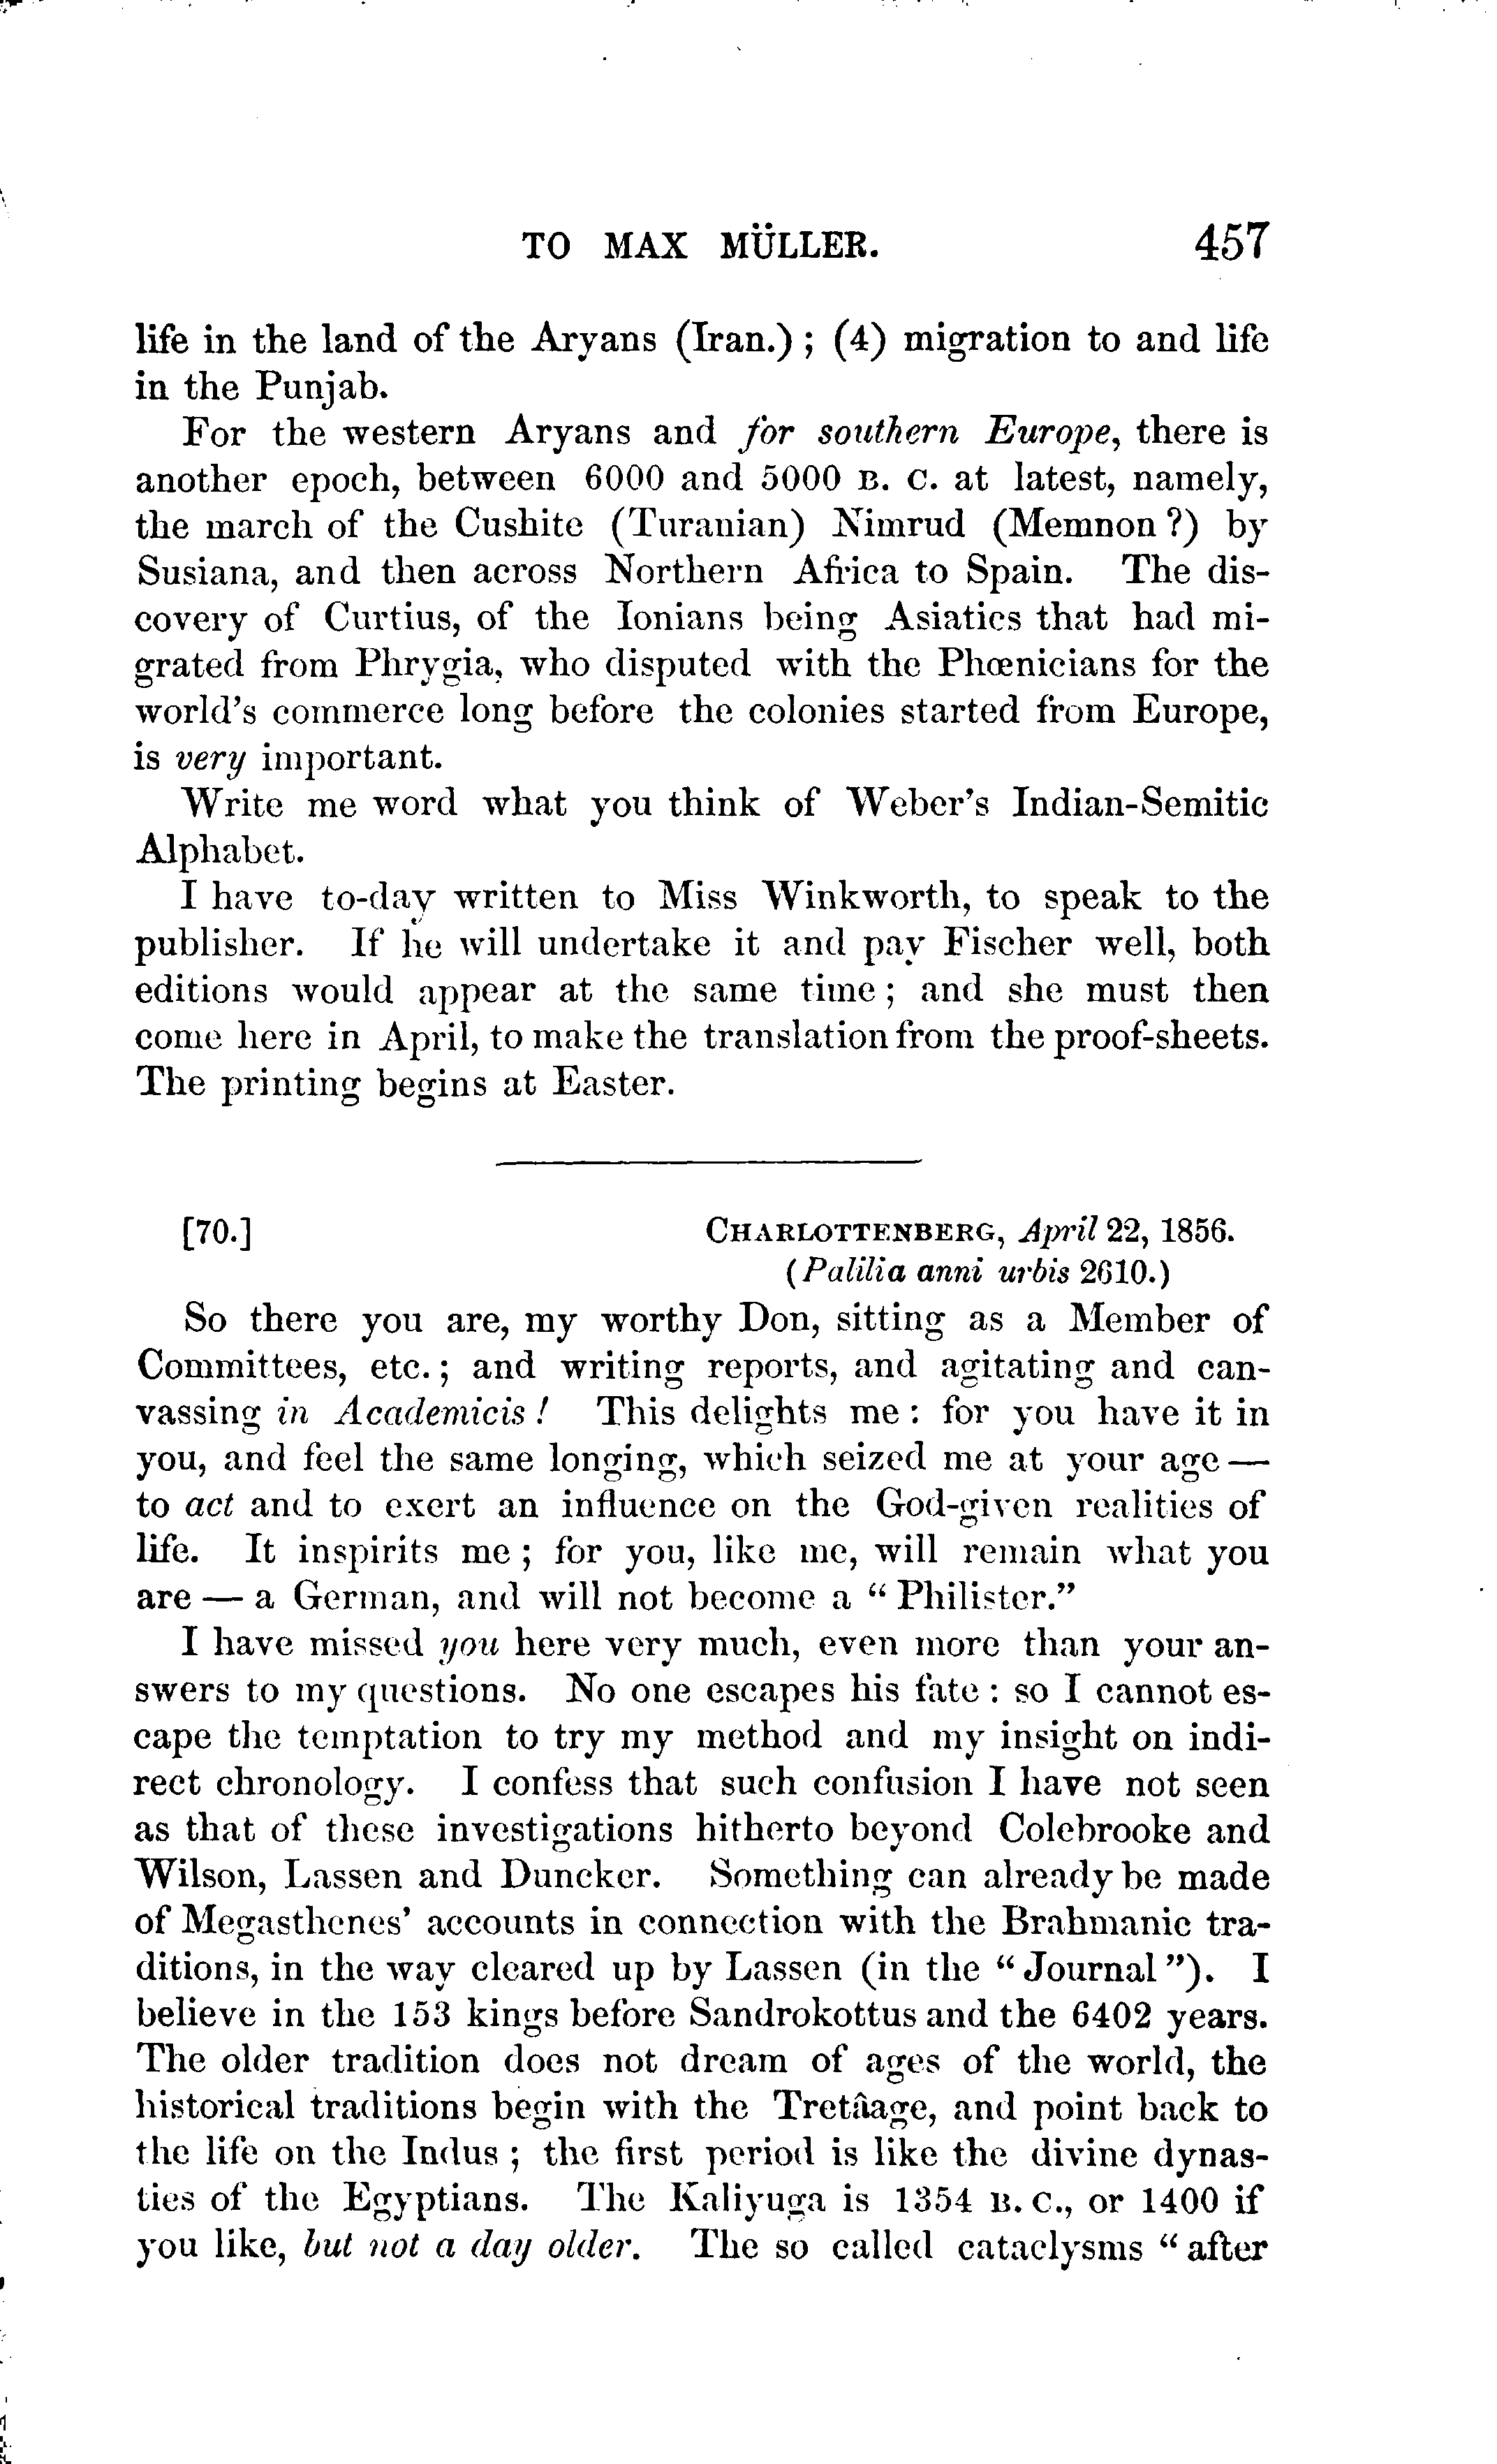 TO MAX MÜLLER. 457
life in the land of the Aryans (Iran.) ; (4) migration to and life
in the Punjab.
For the western Aryans and for southern Europe, there is
another epoch, between 6000 and 5000 B. C. at latest, namely,
the march of the Cushite (Turanian) Nimrud (Memnon ?) by
Susiana, and then across Northern Africa to Spain. The dis-
covery of Curtius, of the Ionians being Asiatics that had mi-
grated from Phrygia, who disputed with the Phœnicians for the
world's commerce long before the colonies started from Europe,
is very important.
Write me word what you think of Weber's Indian-Semitic
Alphabet.
I have to-day written to Miss Winkworth, to speak to the
publisher. If he will undertake it and pay Fischer well, both
editions would appear at the same time ; and she must then
come here in April, to make the translation from the proof-sheets.
The printing begins at Easter.
[70.] CHARLOTTENBERG, April 22, 1856.
(Palilia anni urbis 2610.)
So there you are, my worthy Don, sitting as a Member of
Committees, etc. ; and writing reports, and agitating and can-
vassing in Academicis ! This delights me : for you have it in
you, and feel the same longing, which seized me at your age —
to act and to exert an influence on the God-given realities of
life. It inspirits me ; for you, like me, will remain what you
are — a German, and will not become a “ Philister.”
I have missed you here very much, even more than your an-
swers to my questions. No one escapes his fate : so I cannot es-
cape the temptation to try my method and my insight on indi-
rect chronology. I confess that such confusion I have not seen
as that of these investigations hitherto beyond Colebrooke and
Wilson, Lassen and Duncker. Something can already be made
of Megasthenes' accounts in connection with the Brahmanic tra-
ditions, in the way cleared up by Lassen (in the “ Journal ”). I
believe in the 153 kings before Sandrokottus and the 6402 years.
The older tradition does not dream of ages of the world, the
historical traditions begin with the Tretâage, and point back to
the life on the Indus ; the first period is like the divine dynas-
ties of the Egyptians. The Kaliyuga is 1354 B. C., or 1400 if
you like, but not a day older. The so called cataclysms “ after